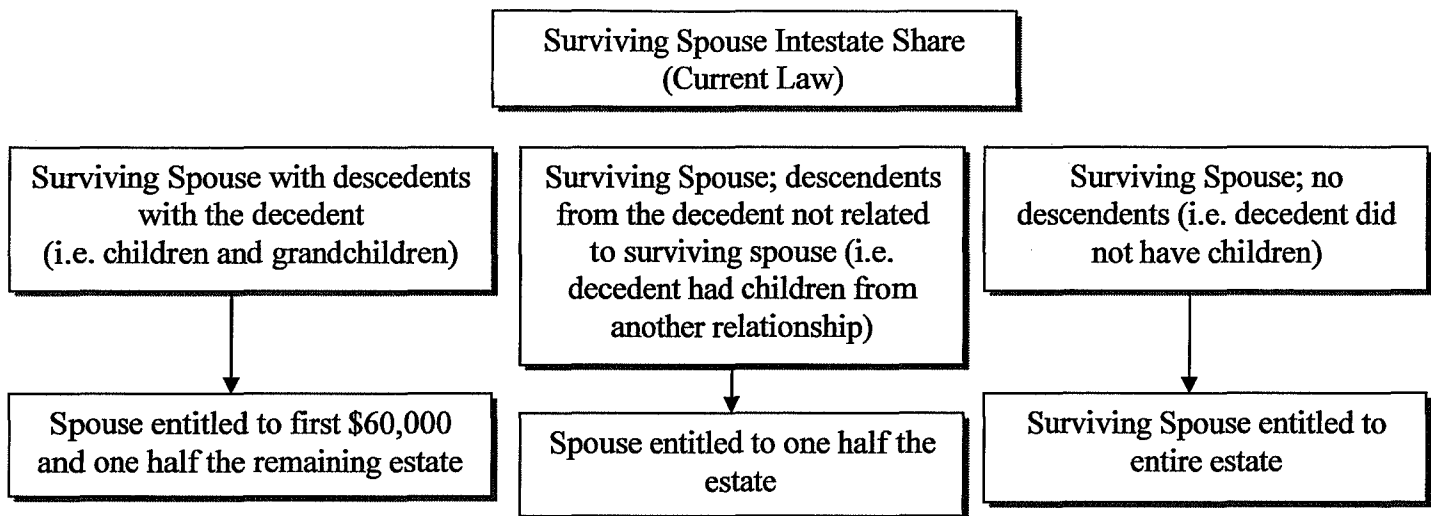 Surviving Spouse Intestate Share
(Current Law)
Surviving Spouse with descedents
with the decedent
(i.e. children and grandchildren)
Surviving Spouse; descendents
from the decedent not related
to surviving spouse (i.e.
decedent had children from
another relationship)
Surviving Spouse; no
descendents (i.e. decedent did
not have children)
Spouse entitled to first $60,000
and one half the remaining estate
Spouse entitled to one half the
estate
Surviving Spouse entitled to
entire estate